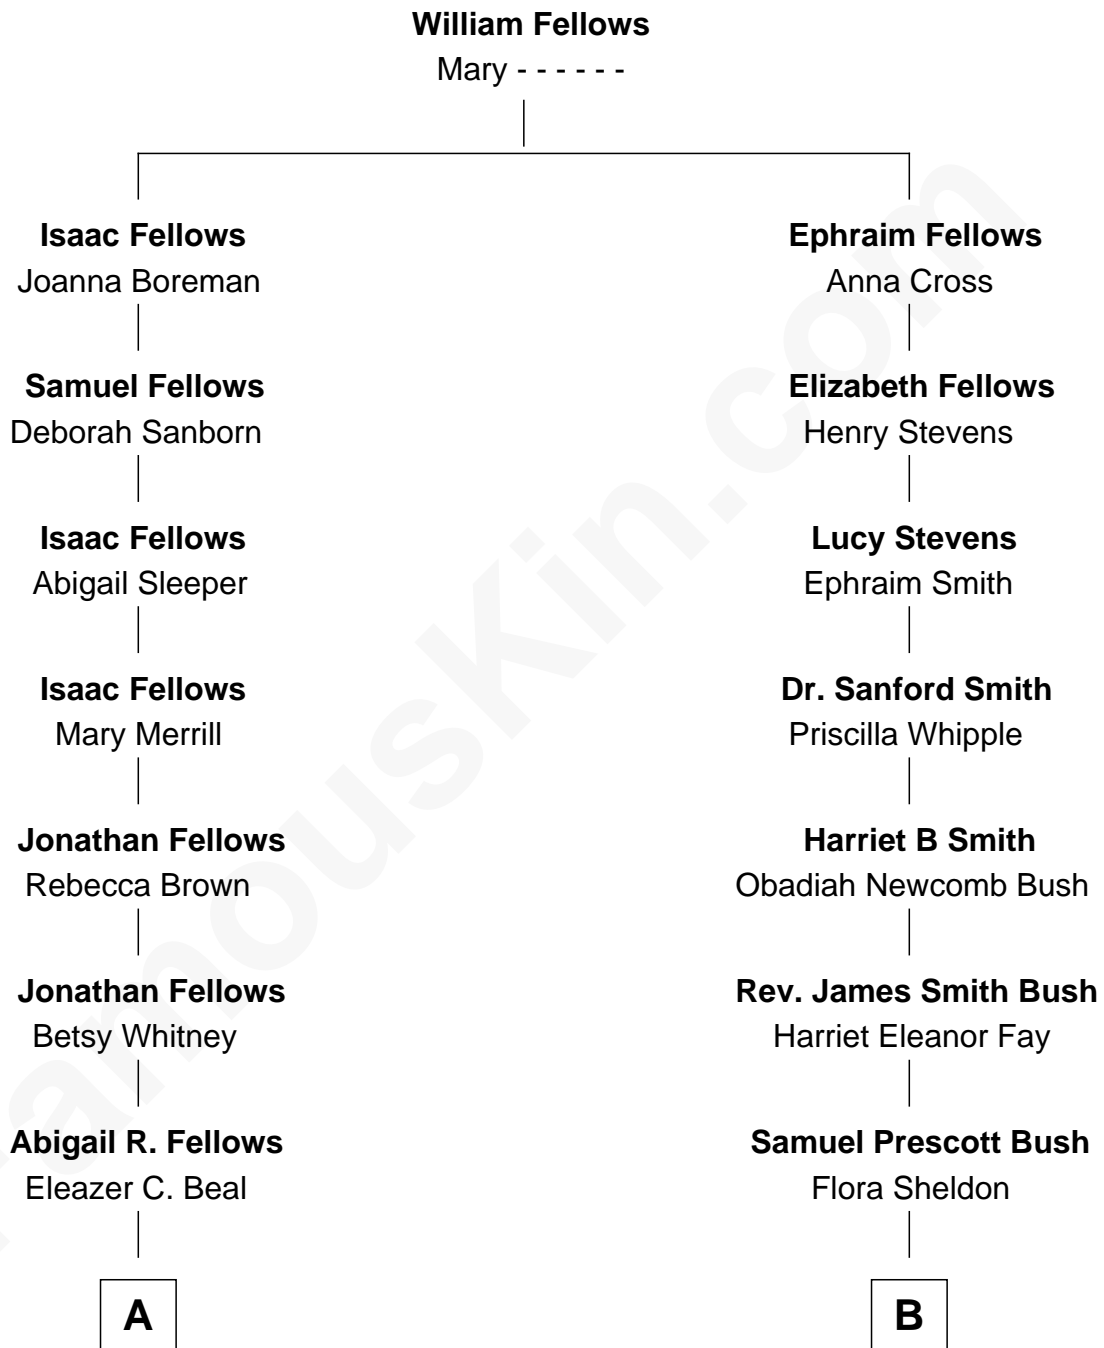 William Fellows
Mary - - - - - -
Isaac Fellows
Joanna Boreman
Samuel Fellows
Deborah Sanborn
Isaac Fellows
Abigail Sleeper
Isaac Fellows
Mary Merrill
Jonathan Fellows
Rebecca Brown
Jonathan Fellows
Betsy Whitney
Abigail R. Fellows
Eleazer C. Beal
A
Ephraim Fellows
Anna Cross
Elizabeth Fellows
Henry Stevens
Lucy Stevens
Ephraim Smith
Dr. Sanford Smith
Priscilla Whipple
Harriet B Smith
Obadiah Newcomb Bush
Rev. James Smith Bush
Harriet Eleanor Fay
Samuel Prescott Bush
Flora Sheldon
B
FamousKin.com